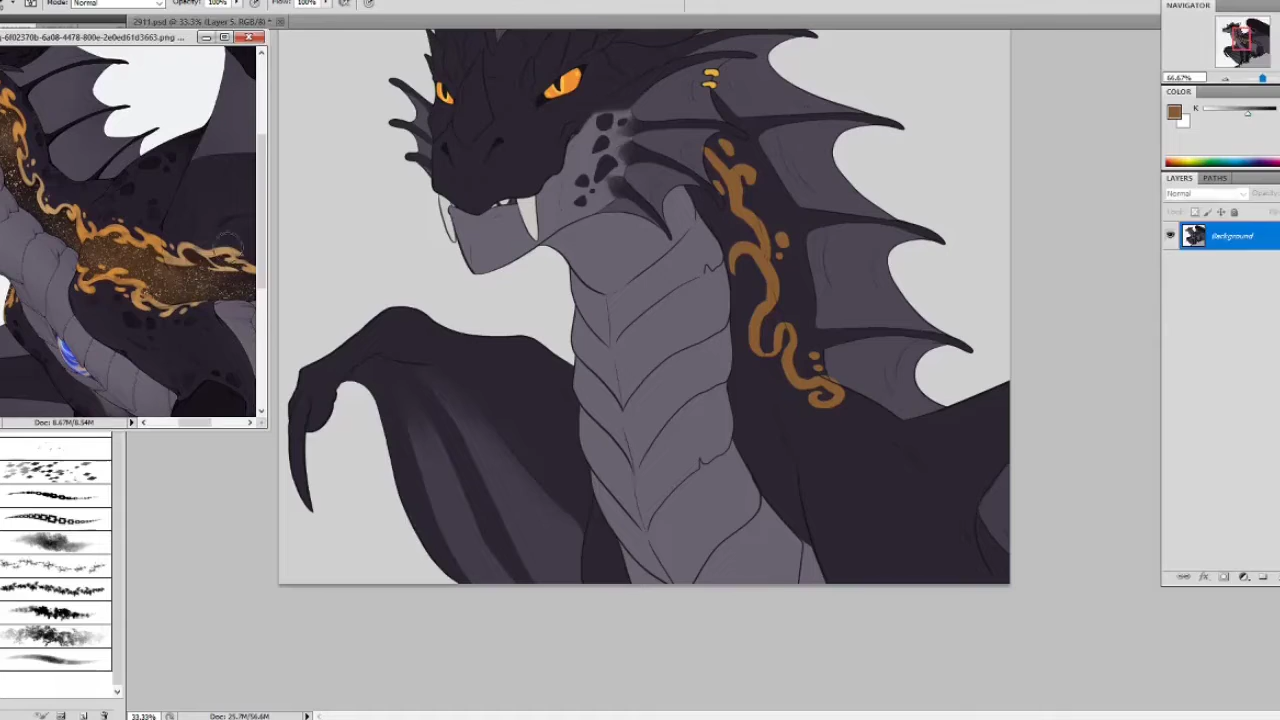 Mode: Normal Opacity: 100% Flow: 100%
2911.psd @ 33.3% (Layer 5, RGB/8) *
-6f02370b-6a08-4478-800e-2e0ed61d3663.png ...
NAVIGATOR
66.67%
COLOR
K
LAYERS PATHS
Normal Opacity:
Lock:
Background
Doc: 8.67M/8.54M
33.33% Doc: 25.7M/56.6M